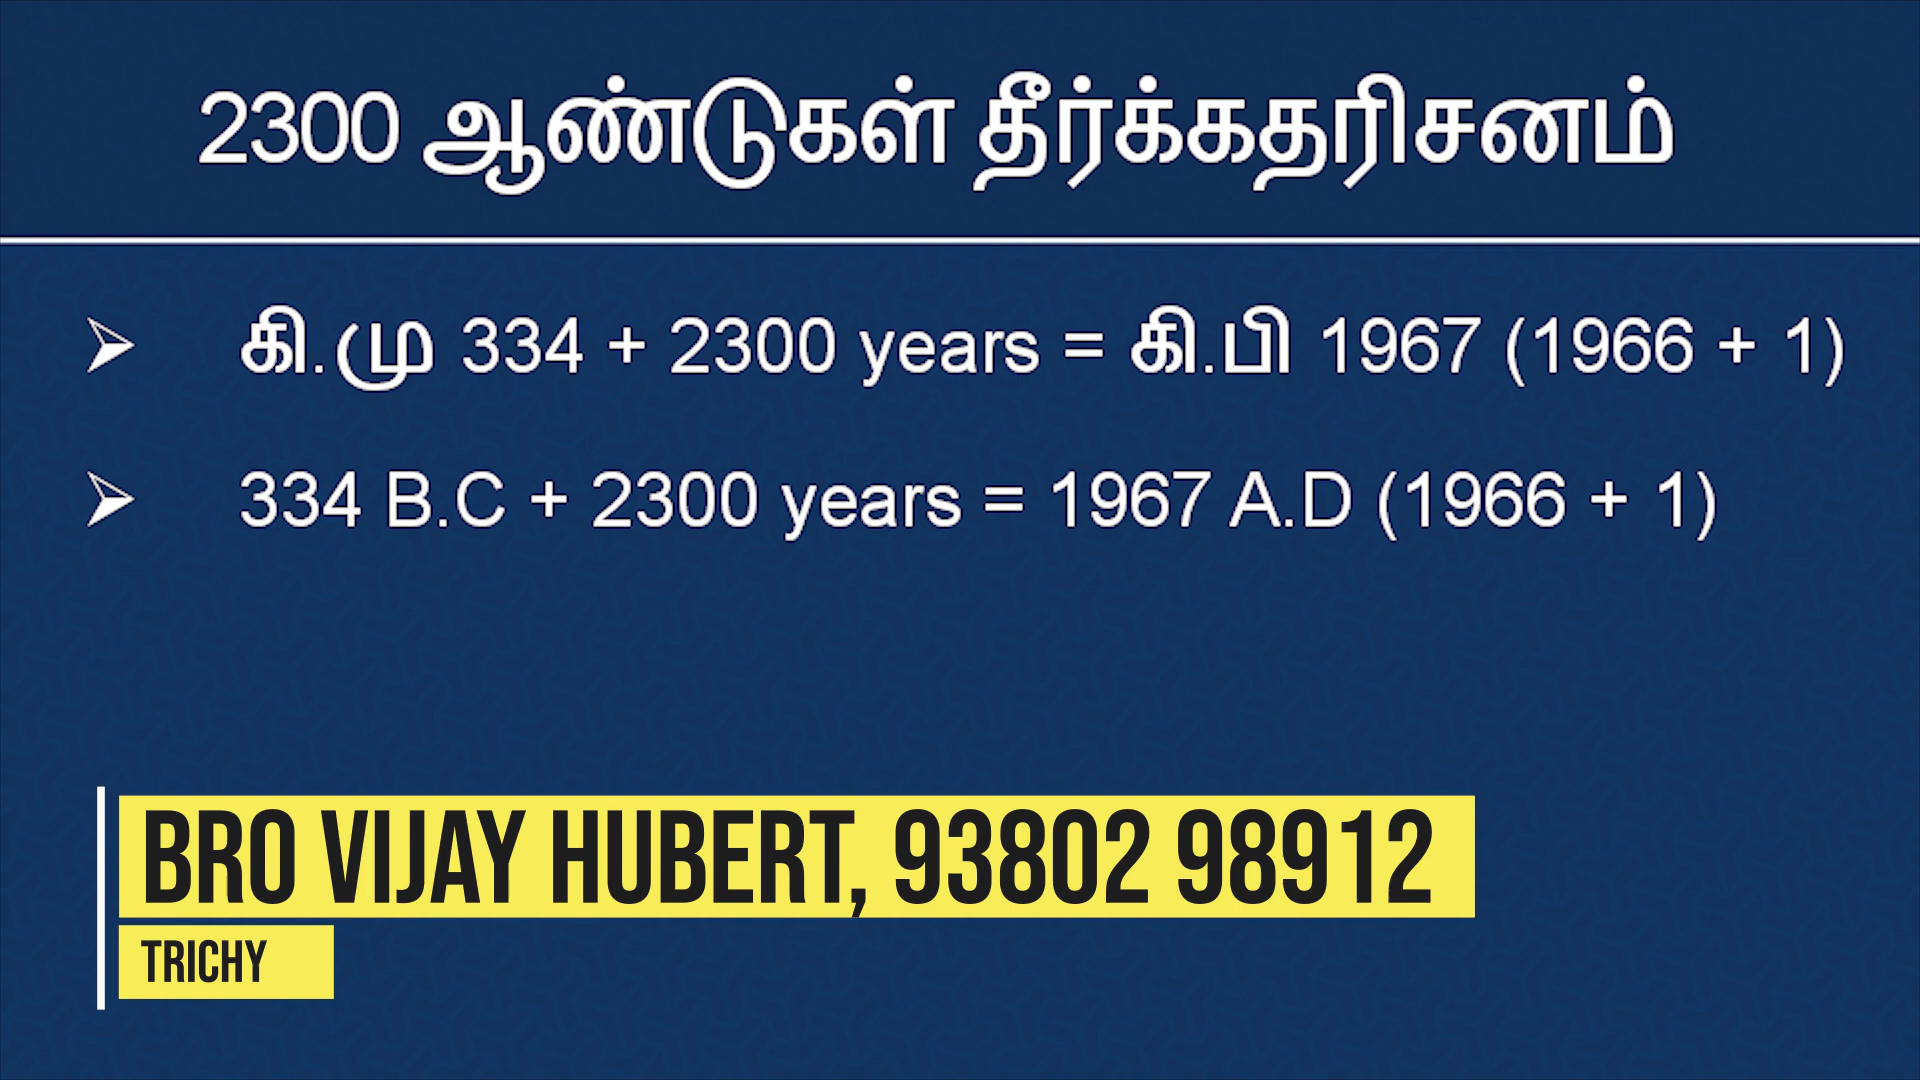 2300 ஆண்டுகள் தீர்க்கதரிசனம்
➢ கி.மு 334 + 2300 years = கி.பி 1967 (1966 + 1)
➢ 334 B.C + 2300 years = 1967 A.D (1966 + 1)
BRO VIJAY HUBERT, 93802 98912
TRICHY